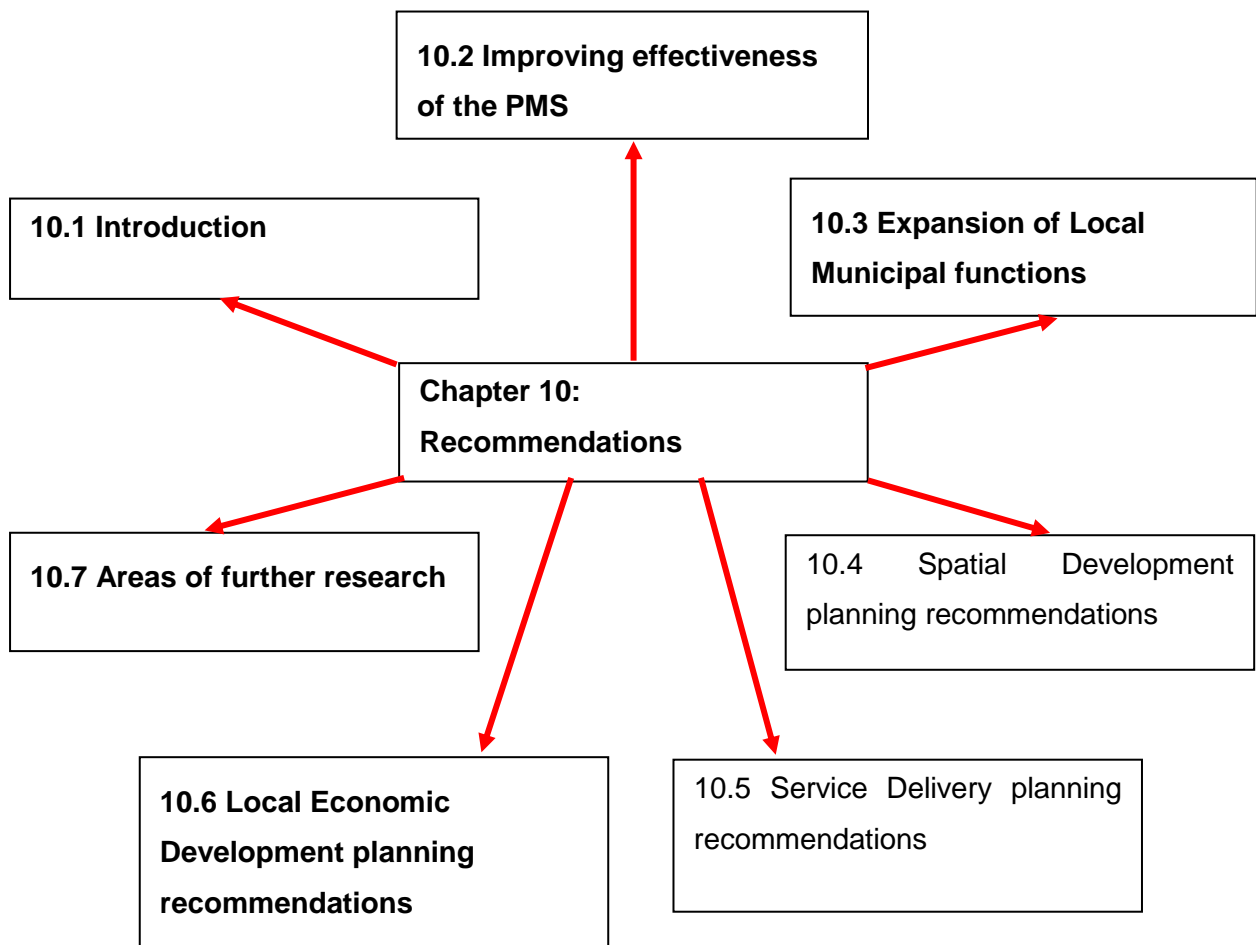 10.2 Improving effectiveness
of the PMS
10.1 Introduction
10.3 Expansion of Local
Municipal functions
Chapter 10:
Recommendations
10.7 Areas of further research
10.4 Spatial Development
planning recommendations
10.6 Local Economic
Development planning
recommendations
10.5 Service Delivery planning
recommendations